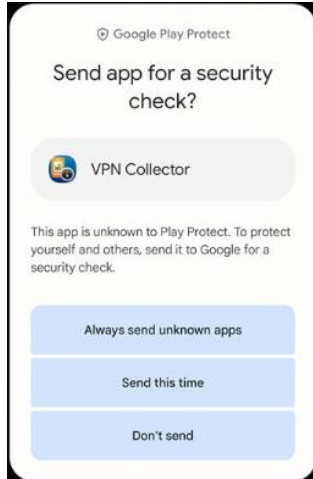 Google Play Protect
Send app for a security
check?
VPN Collector
This app is unknown to Play Protect. To protect
yourself and others, send it to Google for a
security check.
Always send unknown apps
Send this time
Don't send